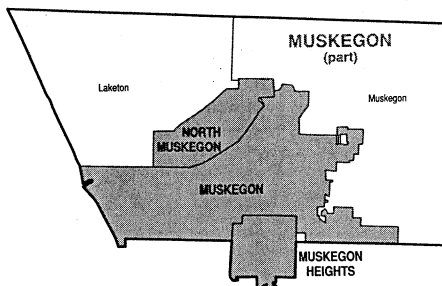 MUSKEGON
(part)
Laketon
Muskegon
NORTH
MUSKEGON
MUSKEGON
MUSKEGON
HEIGHTS